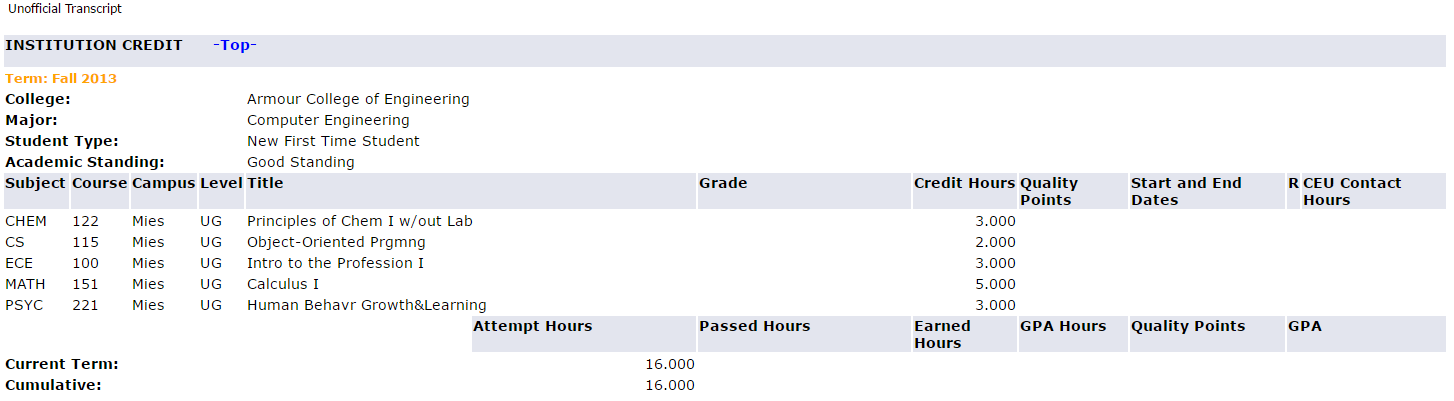 Unofficial Transcript
INSTITUTION CREDIT -Top-
Term: Fall 2013
College: Armour College of Engineering
Major: Computer Engineering
Student Type: New First Time Student
Academic Standing: Good Standing
Subject Course Campus Level Title Grade Credit Hours Quality Points Start and End Dates R CEU Contact Hours
CHEM 122 Mies UG Principles of Chem I w/out Lab 3.000
CS 115 Mies UG Object-Oriented Prgmng 2.000
ECE 100 Mies UG Intro to the Profession I 3.000
MATH 151 Mies UG Calculus I 5.000
PSYC 221 Mies UG Human Behavr Growth&Learning 3.000
Attempt Hours Passed Hours Earned Hours GPA Hours Quality Points GPA
Current Term: 16.000
Cumulative: 16.000